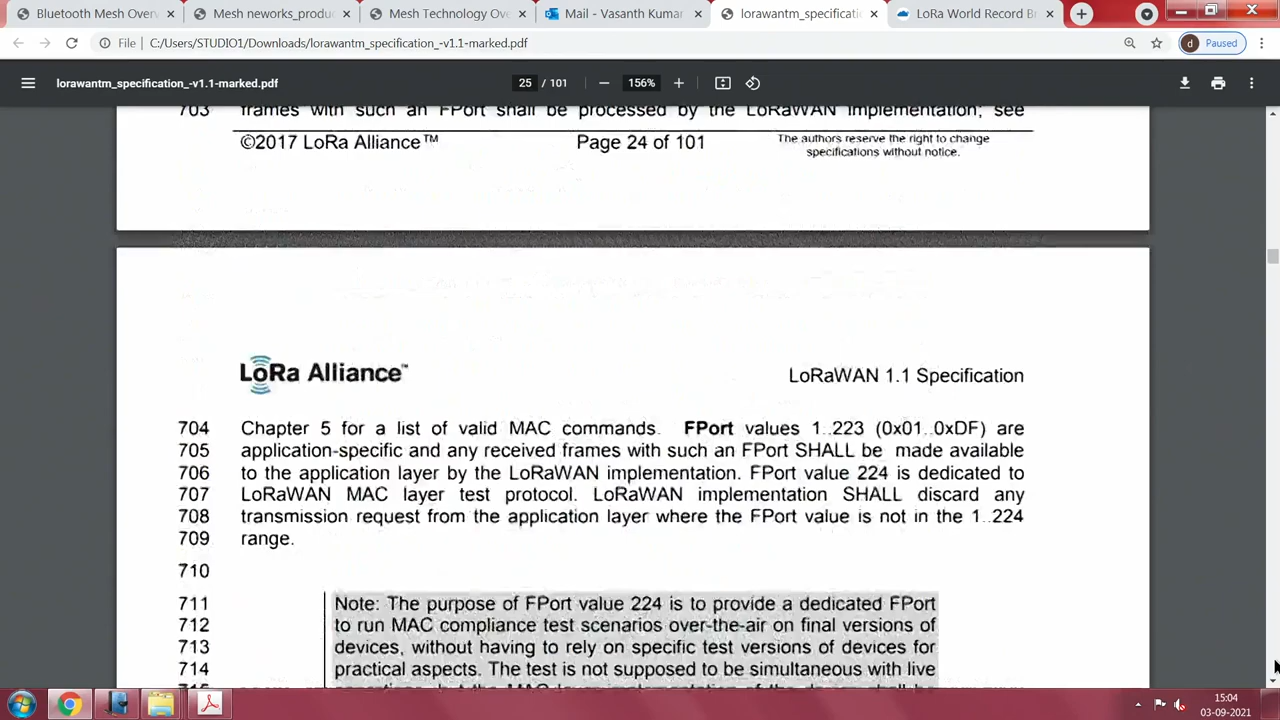 Bluetooth Mesh Over
Mesh neworks_produ
Mesh Technology Ov
Mail - Vasanth Kumar
lorawantm_specificati
LoRa World Record B
File
C:/Users/STUDIO1/Downloads/lorawantm_specification_-v1.1-marked.pdf
d Paused
lorawantm_specification_-v1.1-marked.pdf
25 / 101
156%
703 frames with such an FPort shall be processed by the LoRaWAN implementation; see
©2017 LoRa Alliance™
Page 24 of 101
The authors reserve the right to change
specifications without notice.
LoRa Alliance™
LoRaWAN 1.1 Specification
704 Chapter 5 for a list of valid MAC commands. FPort values 1..223 (0x01..0xDF) are
705 application-specific and any received frames with such an FPort SHALL be made available
706 to the application layer by the LoRaWAN implementation. FPort value 224 is dedicated to
707 LoRaWAN MAC layer test protocol. LoRaWAN implementation SHALL discard any
708 transmission request from the application layer where the FPort value is not in the 1..224
709 range.
710
711 Note: The purpose of FPort value 224 is to provide a dedicated FPort
712 to run MAC compliance test scenarios over-the-air on final versions of
713 devices, without having to rely on specific test versions of devices for
714 practical aspects. The test is not supposed to be simultaneous with live
15:04
03-09-2021